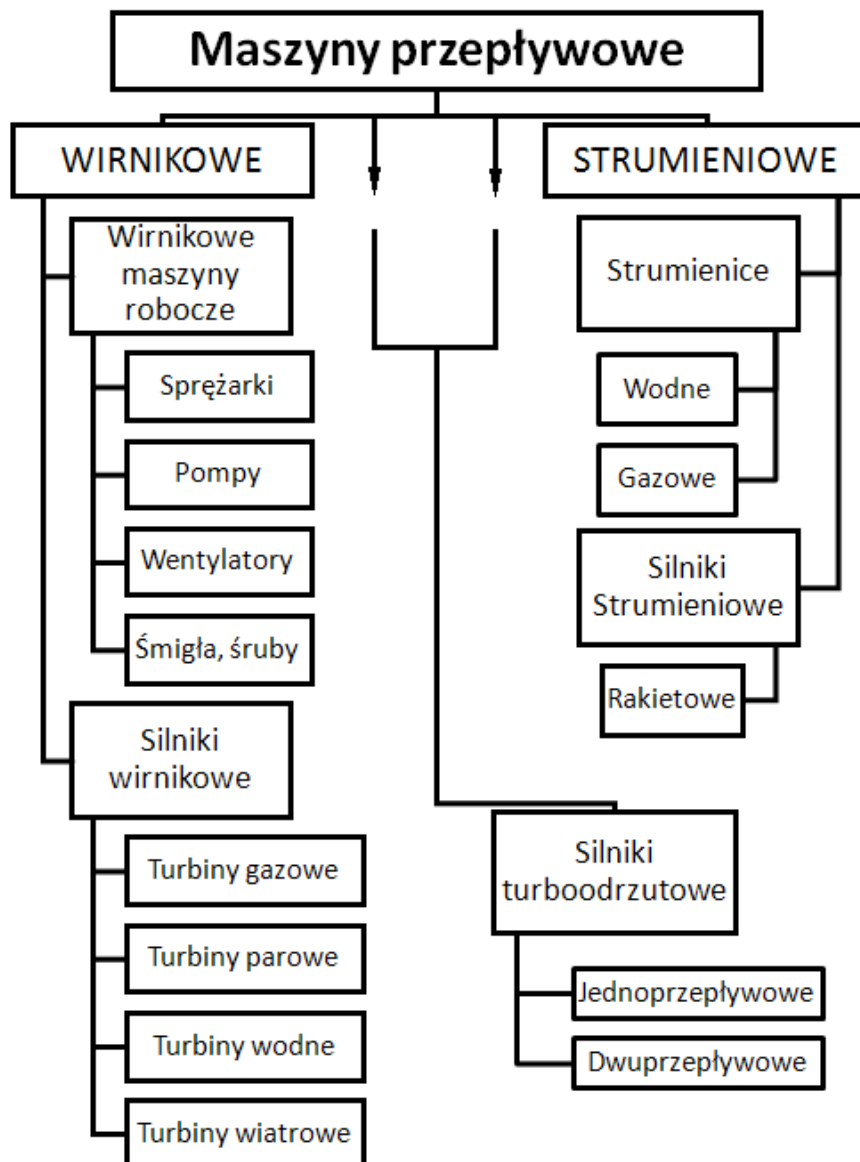 Maszyny przepływowe
WIRNIKOWE
STRUMIENIOWE
Wirnikowe
maszyny
robocze
Sprężarki
Pompy
Wentylatory
Śmigła, śruby
Silniki
wirnikowe
Turbiny gazowe
Turbiny parowe
Turbiny wodne
Turbiny wiatrowe
Strumienice
Wodne
Gazowe
Silniki
Strumieniowe
Rakietowe
Silniki
turboodrzutowe
Jednoprzepływowe
Dwuprzepływowe